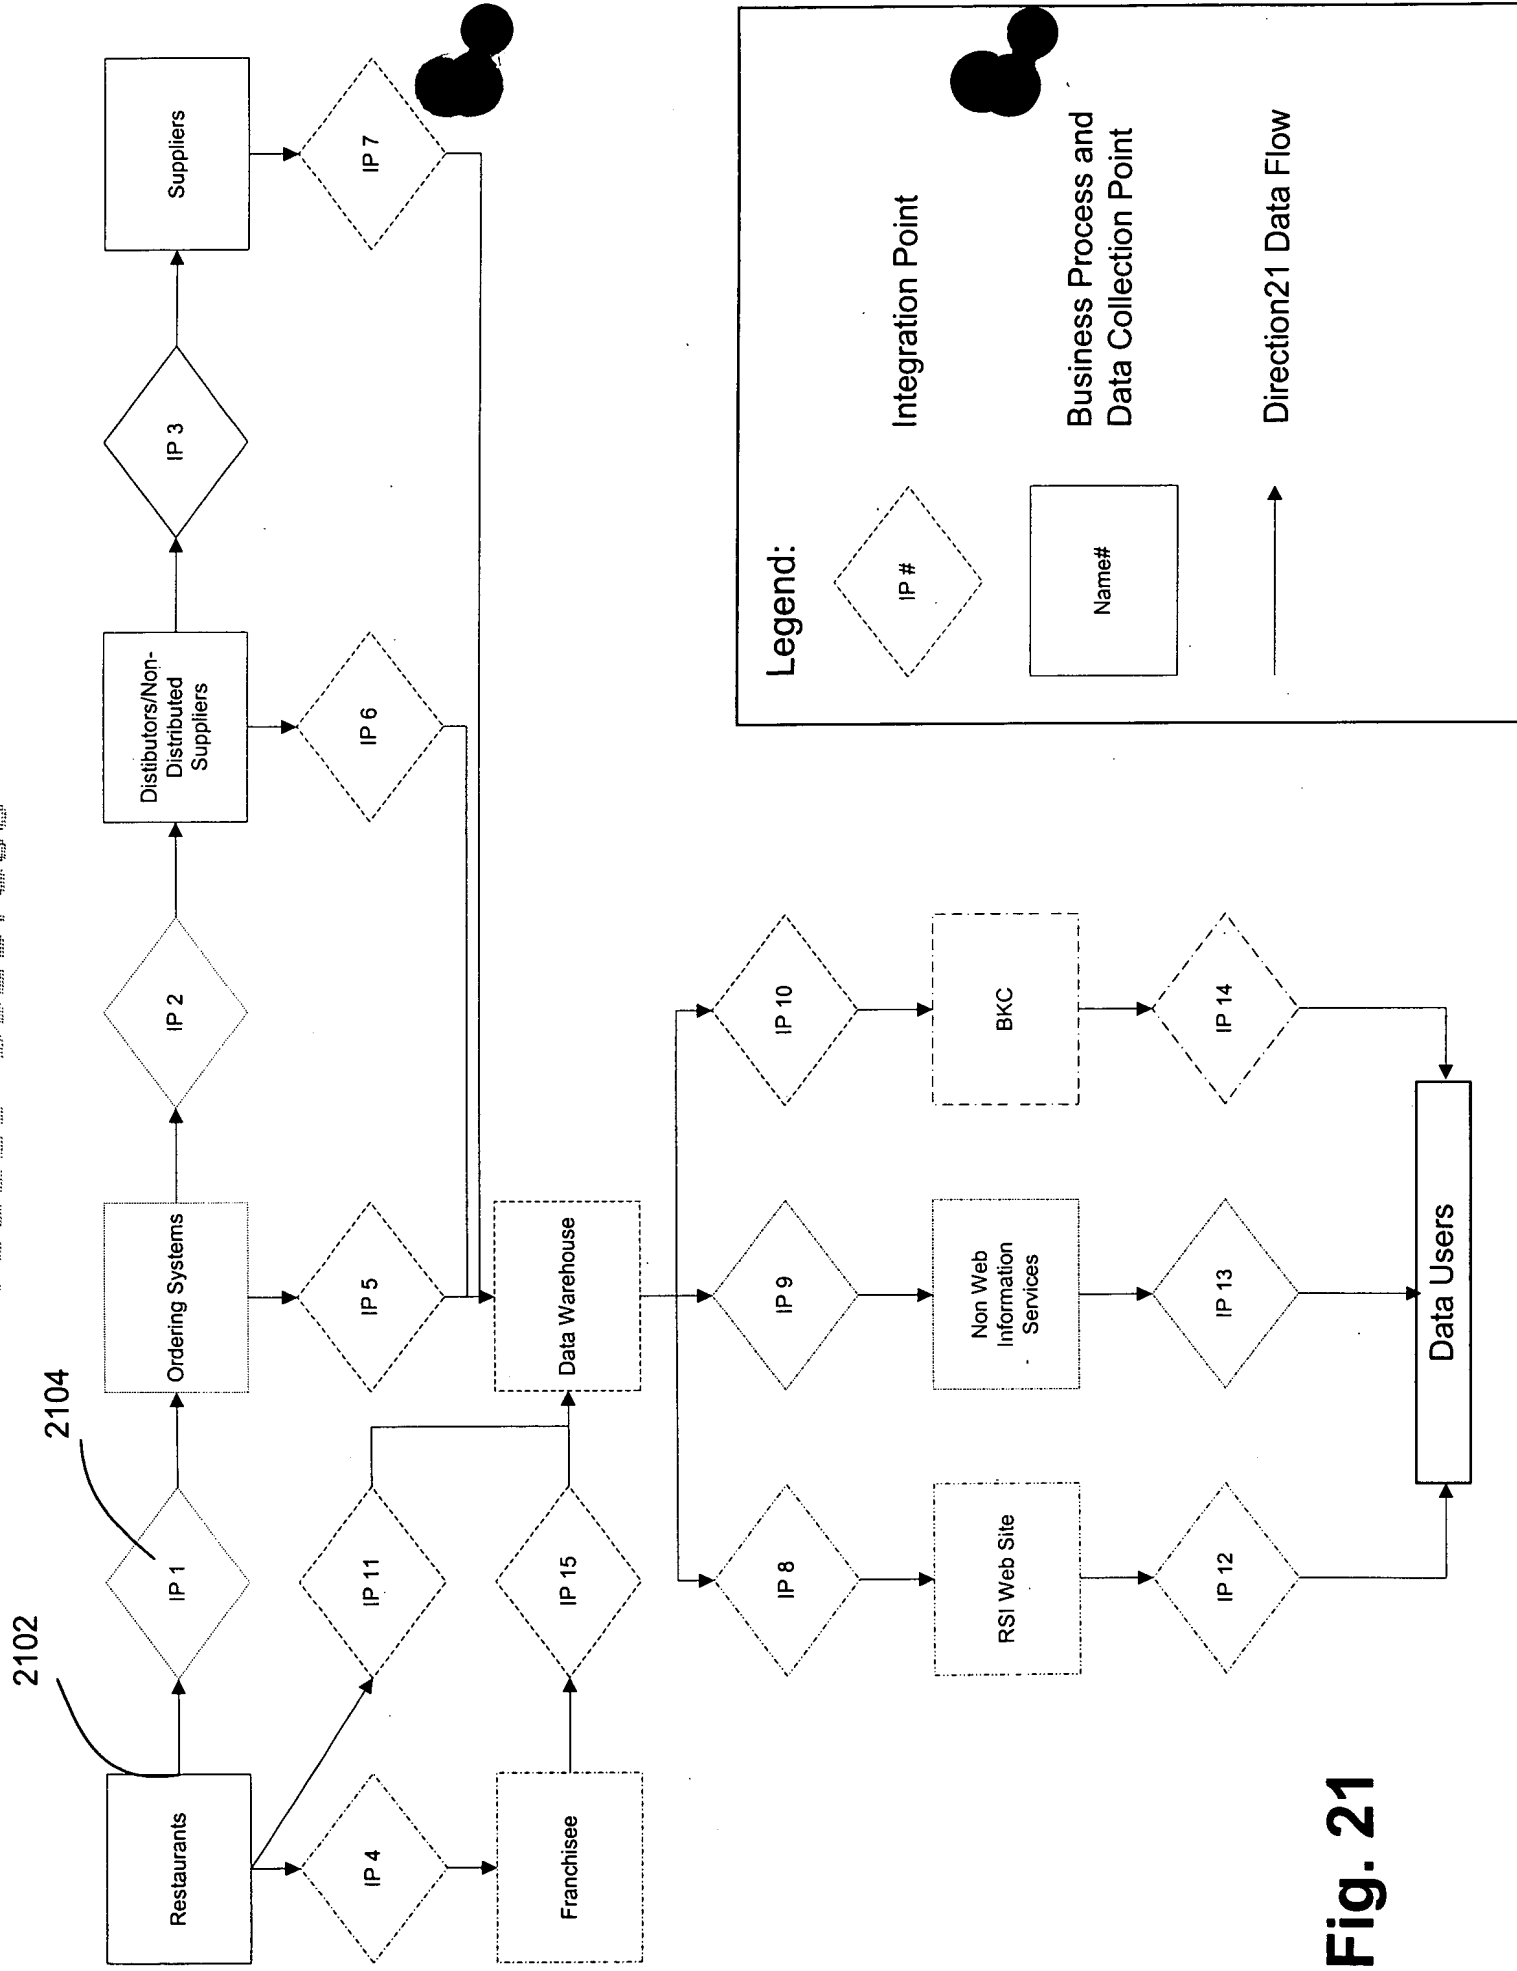 2102
2104
Restaurants
IP 1
Ordering Systems
IP 2
Distibutors/Non-
Distributed
Suppliers
IP 3
Suppliers
IP 4
IP 11
IP 5
IP 6
IP 7
Franchisee
IP 15
Data Warehouse
IP 8
IP 9
IP 10
RSI Web Site
Non Web
Information
Services
BKC
IP 12
IP 13
IP 14
Data Users
Legend:
IP #
Integration Point
Name#
Business Process and
Data Collection Point
Direction21 Data Flow
Fig. 21